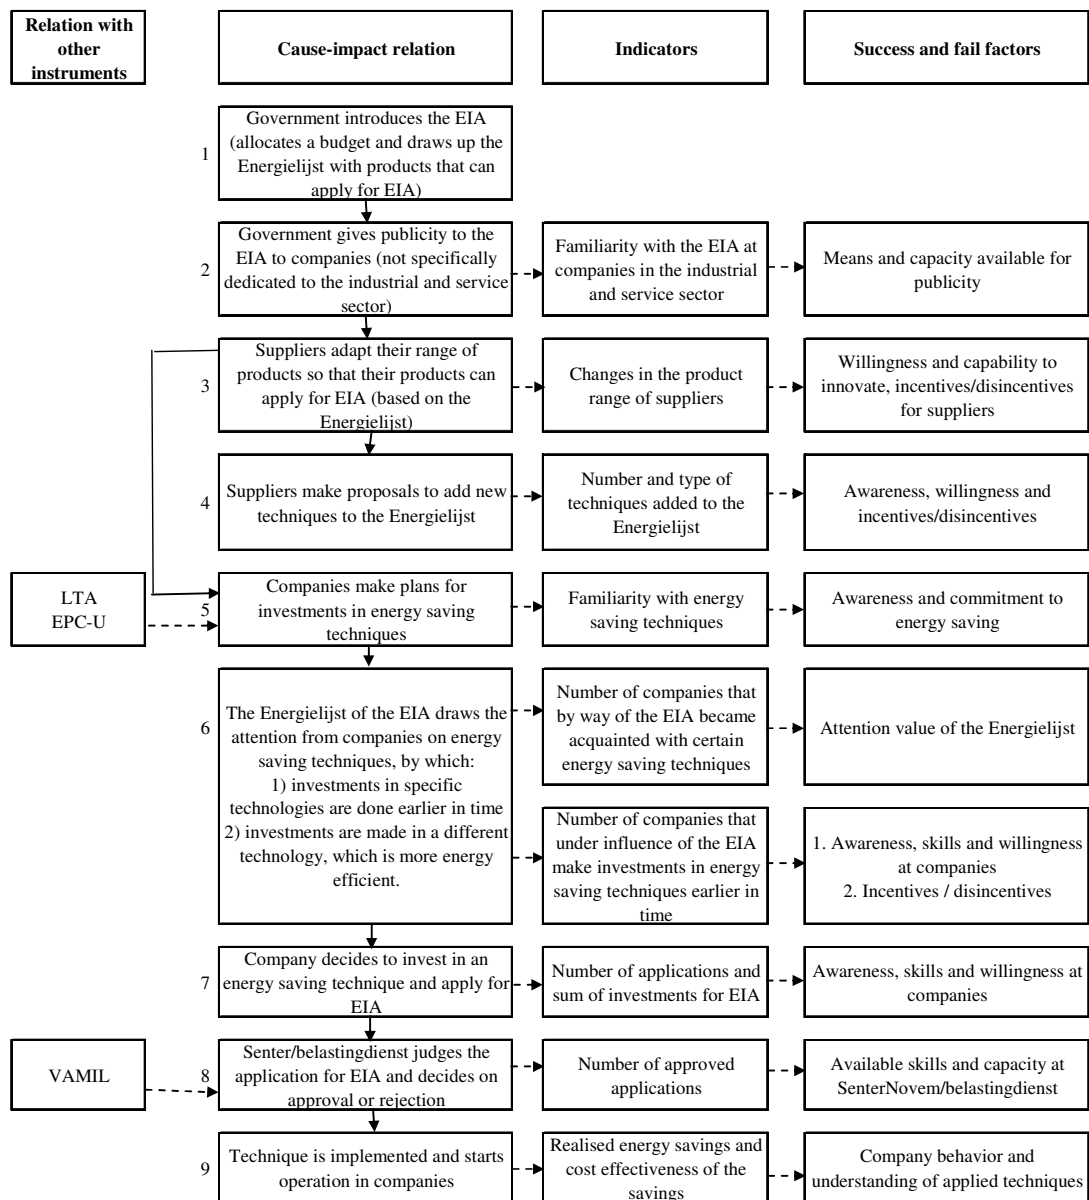 Relation with
other
instruments
Cause-impact relation
Indicators
Success and fail factors
1
Government introduces the EIA
(allocates a budget and draws up the
Energielijst with products that can
apply for EIA)
2
Government gives publicity to the
EIA to companies (not specifically
dedicated to the industrial and service
sector)
Familiarity with the EIA at
companies in the industrial
and service sector
Means and capacity available for
publicity
3
Suppliers adapt their range of
products so that their products can
apply for EIA (based on the
Energielijst)
Changes in the product
range of suppliers
Willingness and capability to
innovate, incentives/disincentives
for suppliers
4
Suppliers make proposals to add new
techniques to the Energielijst
Number and type of
techniques added to the
Energielijst
Awareness, willingness and
incentives/disincentives
LTA
EPC-U
5
Companies make plans for
investments in energy saving
techniques
Familiarity with energy
saving techniques
Awareness and commitment to
energy saving
6
The Energielijst of the EIA draws the
attention from companies on energy
saving techniques, by which:
1) investments in specific
technologies are done earlier in time
2) investments are made in a different
technology, which is more energy
efficient.
Number of companies that
by way of the EIA became
acquainted with certain
energy saving techniques
Attention value of the Energielijst
Number of companies that
under influence of the EIA
make investments in energy
saving techniques earlier in
time
1. Awareness, skills and willingness
at companies
2. Incentives / disincentives
7
Company decides to invest in an
energy saving technique and apply for
EIA
Number of applications and
sum of investments for EIA
Awareness, skills and willingness at
companies
VAMIL
8
Senter/belastingdienst judges the
application for EIA and decides on
approval or rejection
Number of approved
applications
Available skills and capacity at
SenterNovem/belastingdienst
9
Technique is implemented and starts
operation in companies
Realised energy savings and
cost effectiveness of the
savings
Company behavior and
understanding of applied techniques